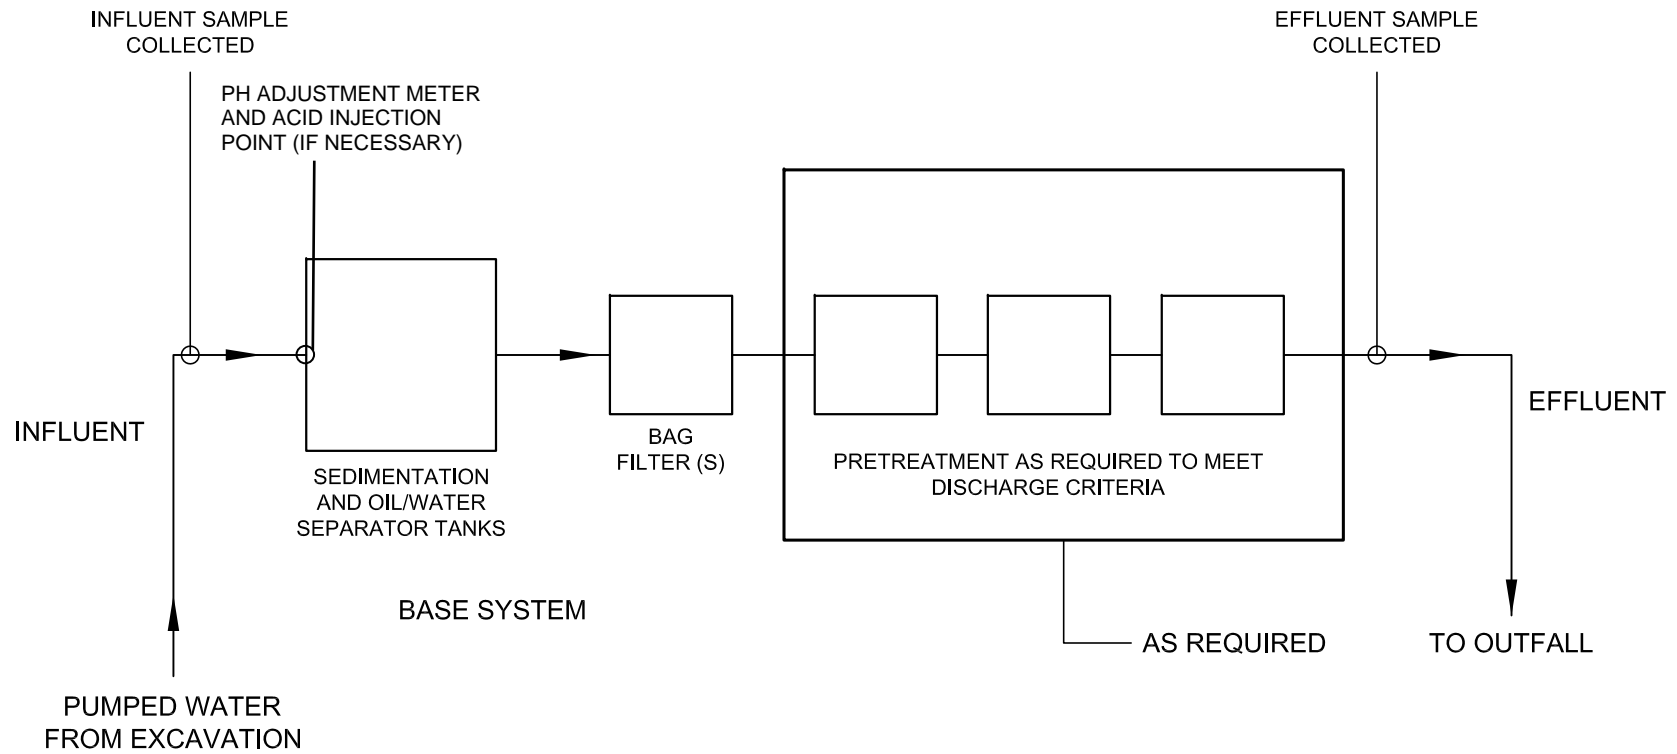 INFLUENT SAMPLE
COLLECTED
EFFLUENT SAMPLE
COLLECTED
PH ADJUSTMENT METER
AND ACID INJECTION
POINT (IF NECESSARY)
INFLUENT
EFFLUENT
SEDIMENTATION
AND OIL/WATER
SEPARATOR TANKS
BAG
FILTER (S)
PRETREATMENT AS REQUIRED TO MEET
DISCHARGE CRITERIA
BASE SYSTEM
AS REQUIRED
TO OUTFALL
PUMPED WATER
FROM EXCAVATION